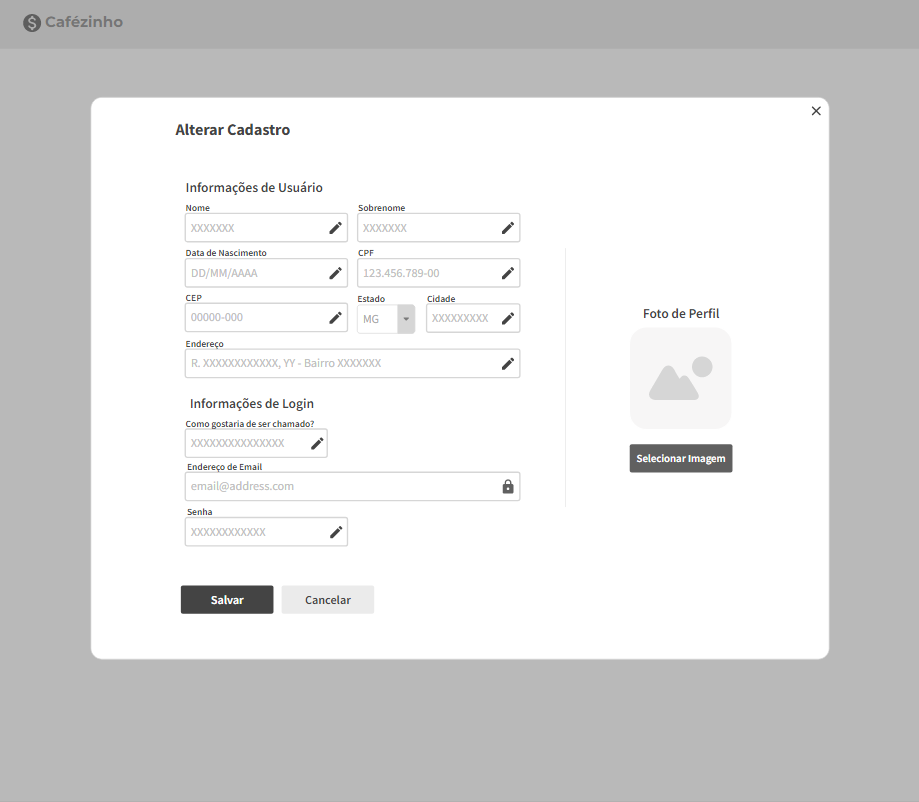 Cafézinho
Alterar Cadastro
Informações de Usuário
Nome
Sobrenome
XXXXXXX
XXXXXXX
Data de Nascimento
CPF
DD/MM/AAAA
123.456.789-00
CEP
Estado
Cidade
00000-000
MG
XXXXXXXXX
Endereço
R. XXXXXXXXXXXX, YY - Bairro XXXXXXX
Informações de Login
Como gostaria de ser chamado?
XXXXXXXXXXXXXXX
Endereço de Email
email@address.com
Senha
XXXXXXXXXXXX
Salvar
Cancelar
Foto de Perfil
Selecionar Imagem